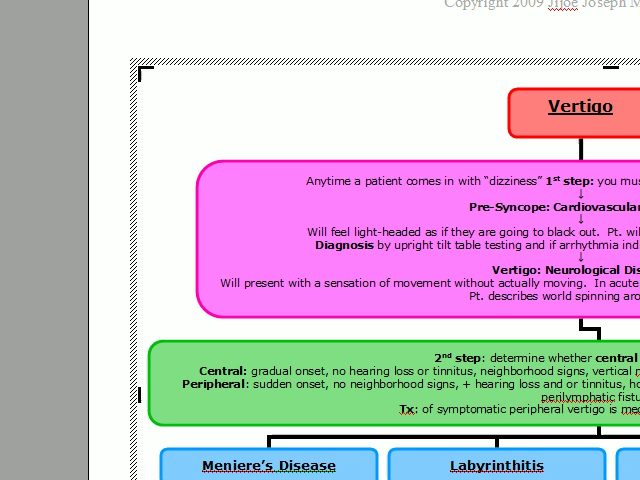 Copyright 2009 Jijoe Joseph M
Vertigo
Anytime a patient comes in with “dizziness” 1st step: you mus
↓
Pre-Syncope: Cardiovascular
↓
Will feel light-headed as if they are going to black out. Pt. wil
Diagnosis by upright tilt table testing and if arrhythmia ind
↓
Vertigo: Neurological Dis
Will present with a sensation of movement without actually moving. In acute
Pt. describes world spinning aro
2nd step: determine whether central
Central: gradual onset, no hearing loss or tinnitus, neighborhood signs, vertical n
Peripheral: sudden onset, no neighborhood signs, + hearing loss and or tinnitus, ho
perilymphatic fistu
Tx: of symptomatic peripheral vertigo is mec
Meniere’s Disease
Labyrinthitis